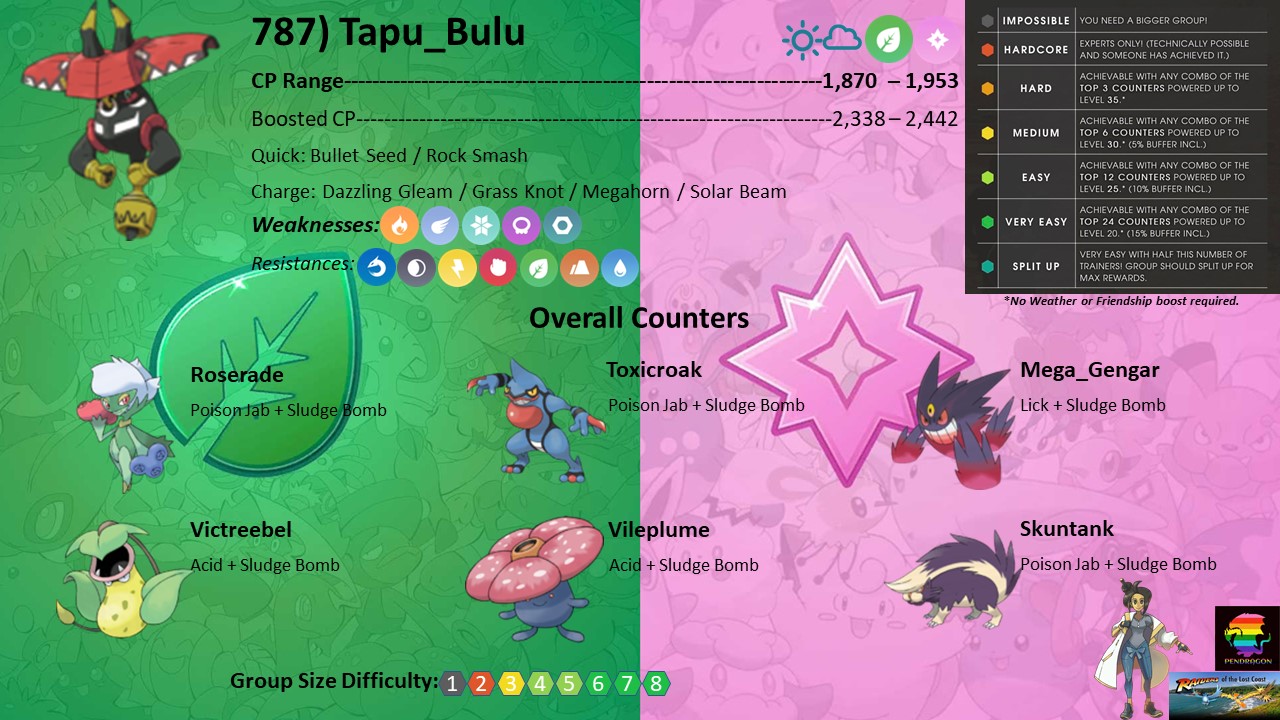 787) Tapu_Bulu
CP Range---------------------------------------------------------------------1,870 – 1,953
Boosted CP---------------------------------------------------------------------2,338 – 2,442
Quick: Bullet Seed / Rock Smash
Charge: Dazzling Gleam / Grass Knot / Megahorn / Solar Beam
Weaknesses:
Resistances:
IMPOSSIBLE YOU NEED A BIGGER GROUP!
HARDCORE EXPERTS ONLY! (TECHNICALLY POSSIBLE
AND SOMEONE HAS ACHIEVED IT.)
HARD ACHIEVABLE WITH ANY COMBO OF THE
TOP 3 COUNTERS POWERED UP TO
LEVEL 35.*
MEDIUM ACHIEVABLE WITH ANY COMBO OF THE
TOP 6 COUNTERS POWERED UP TO
LEVEL 30.* (5% BUFFER INCL.)
EASY ACHIEVABLE WITH ANY COMBO OF THE
TOP 12 COUNTERS POWERED UP TO
LEVEL 25.* (10% BUFFER INCL.)
VERY EASY ACHIEVABLE WITH ANY COMBO OF THE
TOP 24 COUNTERS POWERED UP TO
LEVEL 20.* (15% BUFFER INCL.)
SPLIT UP VERY EASY WITH HALF THIS NUMBER OF
TRAINERS! GROUP SHOULD SPLIT UP FOR
MAX REWARDS.
*No Weather or Friendship boost required.
Overall Counters
Roserade
Poison Jab + Sludge Bomb
Toxicroak
Poison Jab + Sludge Bomb
Mega_Gengar
Lick + Sludge Bomb
Victreebel
Acid + Sludge Bomb
Vileplume
Acid + Sludge Bomb
Skuntank
Poison Jab + Sludge Bomb
Group Size Difficulty: 1 2 3 4 5 6 7 8
PENDRAGON
RAIDERS of the Lost Coast